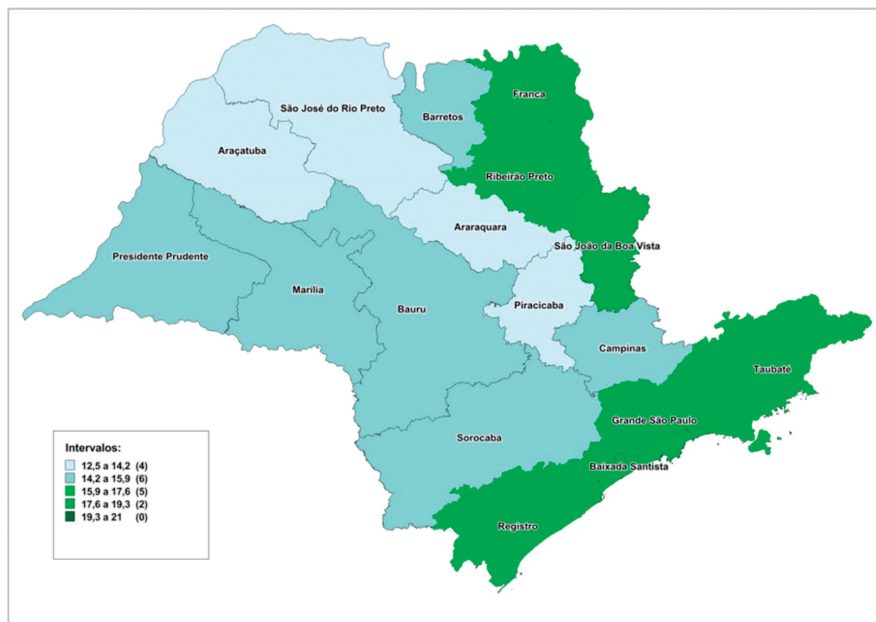 Franca
São José do Rio Preto
Barretos
Araçatuba
Ribeirão Preto
Araraquara
São João da Boa Vista
Presidente Prudente
Marília
Bauru
Piracicaba
Campinas
Taubaté
Grande São Paulo
Sorocaba
Baixada Santista
Registro
Intervalos:
12,5 a 14,2 (4)
14,2 a 15,9 (6)
15,9 a 17,6 (5)
17,6 a 19,3 (2)
19,3 a 21 (0)